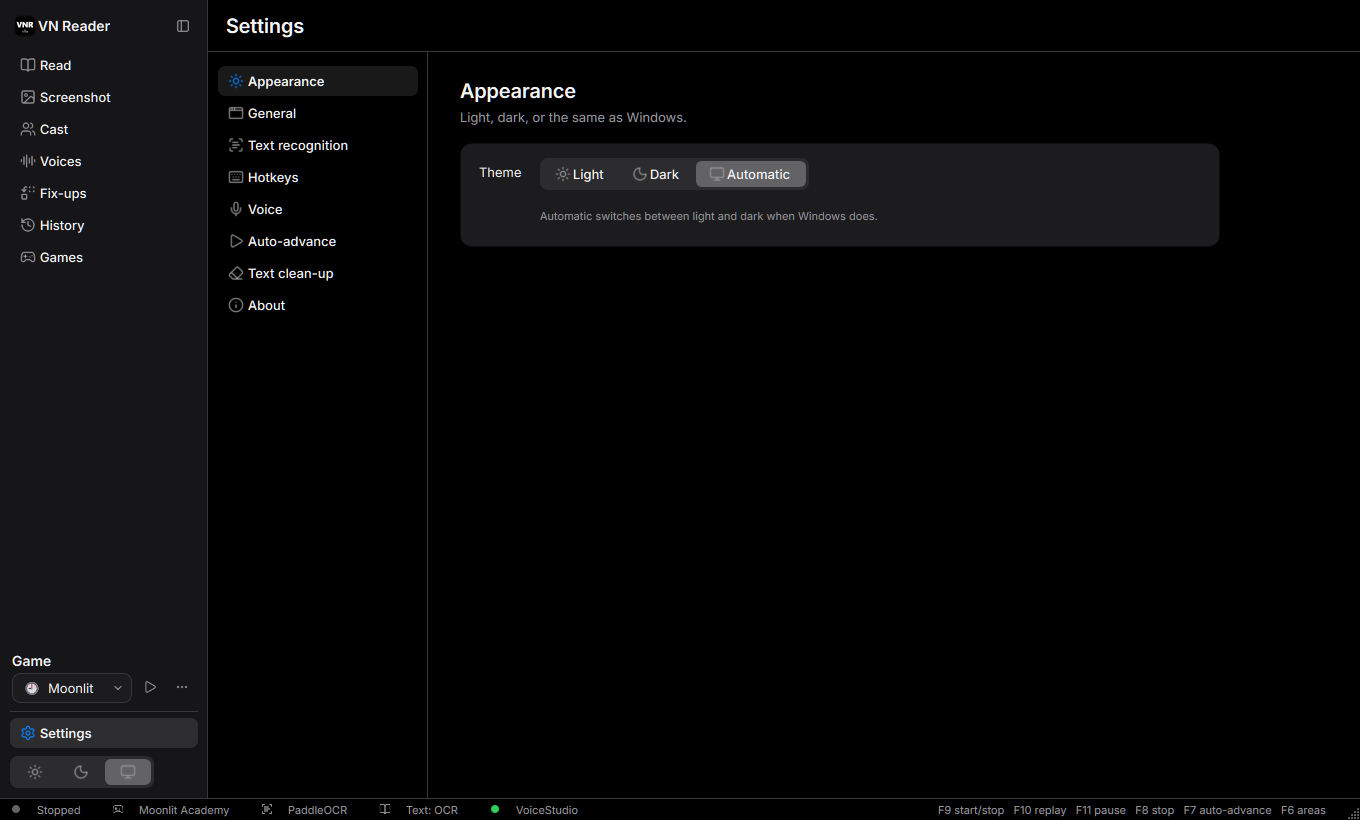 VNR VN Reader
Read
Screenshot
Cast
Voices
Fix-ups
History
Games
Game
Moonlit
Settings
Settings
Appearance
General
Text recognition
Hotkeys
Voice
Auto-advance
Text clean-up
About
Appearance
Light, dark, or the same as Windows.
Theme Light Dark Automatic
Automatic switches between light and dark when Windows does.
Stopped Moonlit Academy PaddleOCR Text: OCR VoiceStudio F9 start/stop F10 replay F11 pause F8 stop F7 auto-advance F6 areas